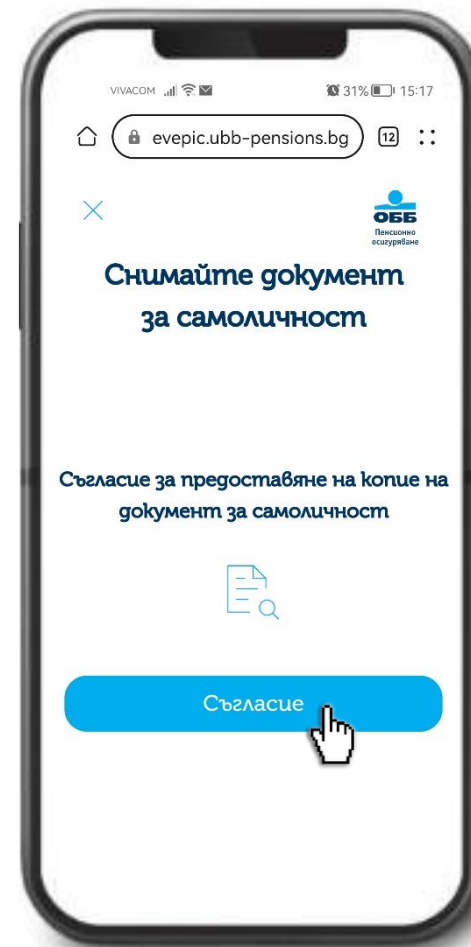 VIVACOM 31% 15:17
evepic.ubb-pensions.bg 12
ОББ
Пенсионно
осигуряване
Снимайте документ
за самоличност
Съгласие за предоставяне на копие на
документ за самоличност
Съгласие